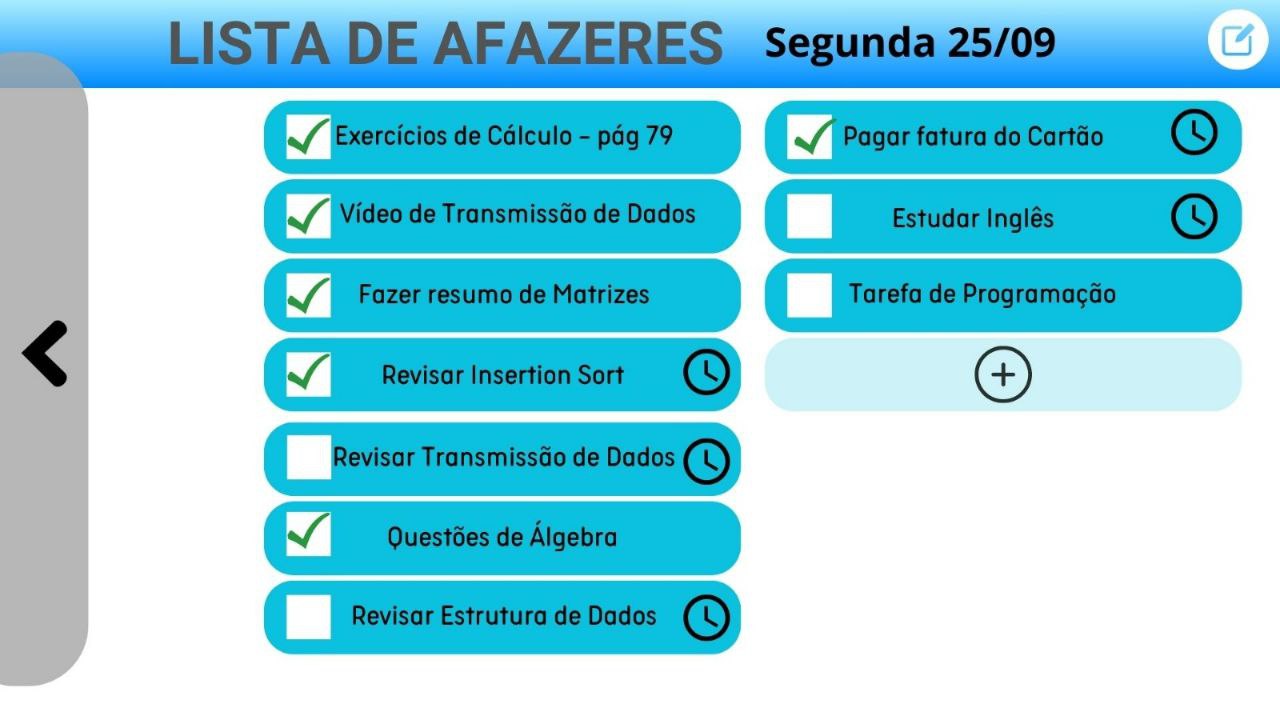 LISTA DE AFAZERES
Segunda 25/09
Exercícios de Cálculo - pág 79
Vídeo de Transmissão de Dados
Fazer resumo de Matrizes
Revisar Insertion Sort
Revisar Transmissão de Dados
Questões de Álgebra
Revisar Estrutura de Dados
Pagar fatura do Cartão
Estudar Inglês
Tarefa de Programação